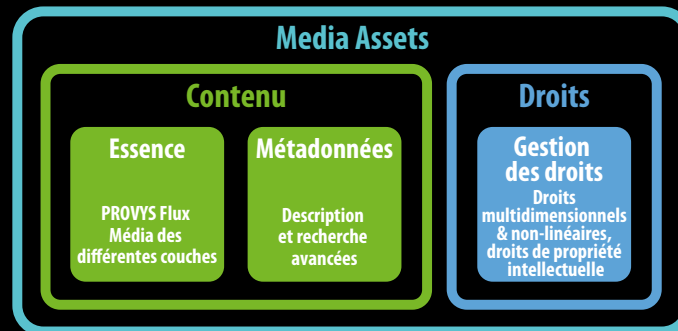 Media Assets
Contenu
Essence
PROVYS Flux
Média des
différentes couches
Métadonnées
Description
et recherche
avancées
Droits
Gestion
des droits
Droits
multidimensionnels
& non-linéaires,
droits de propriété
intellectuelle